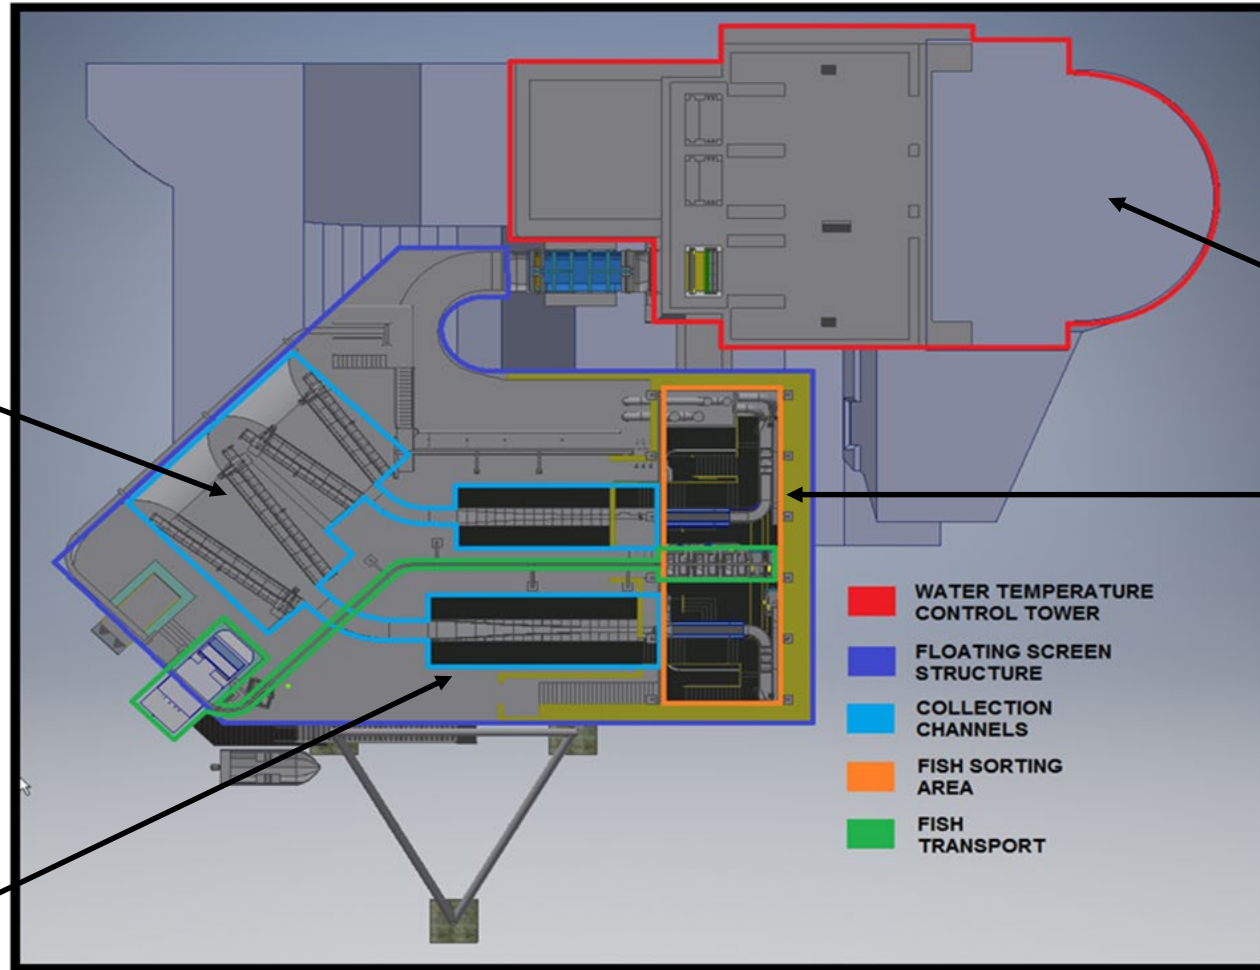 WATER TEMPERATURE
CONTROL TOWER
FLOATING SCREEN
STRUCTURE
COLLECTION
CHANNELS
FISH SORTING
AREA
FISH
TRANSPORT